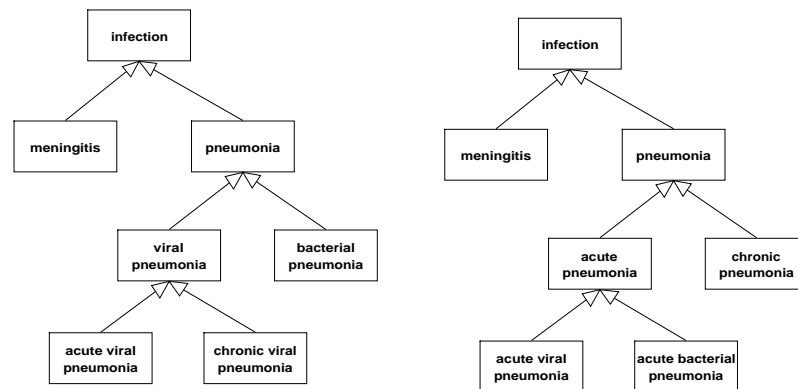 infection
meningitis
pneumonia
viral
pneumonia
bacterial
pneumonia
acute viral
pneumonia
chronic viral
pneumonia
infection
meningitis
pneumonia
acute
pneumonia
chronic
pneumonia
acute viral
pneumonia
acute bacterial
pneumonia